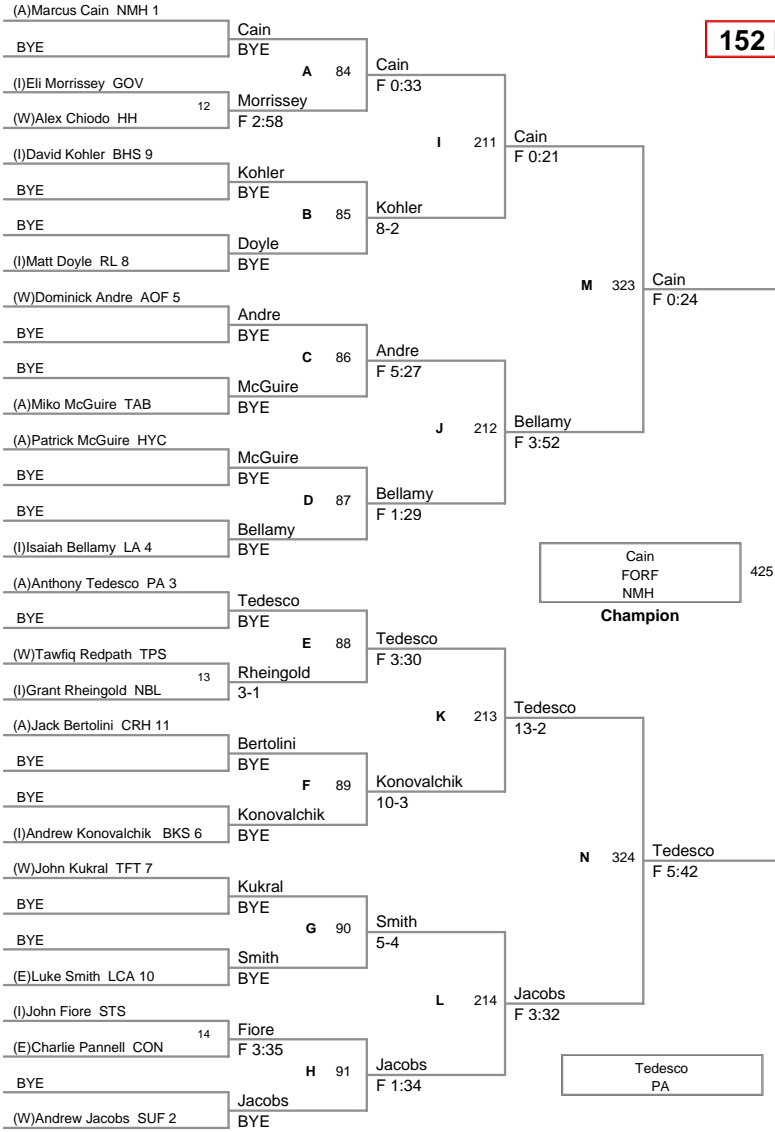 (A)Marcus Cain NMH 1
BYE
(I)Eli Morrissey GOV
12
(W)Alex Chiodo HH
(I)David Kohler BHS 9
BYE
BYE
(I)Matt Doyle RL 8
(W)Dominick Andre AOF 5
BYE
BYE
(A)Miko McGuire TAB
(A)Patrick McGuire HYC
BYE
BYE
(I)Isaiah Bellamy LA 4
(A)Anthony Tedesco PA 3
BYE
(W)Tawfiq Redpath TPS
13
(I)Grant Rheingold NBL
(A)Jack Bertolini CRH 11
BYE
BYE
(I)Andrew Konovalchik BKS 6
(W)John Kukral TFT 7
BYE
BYE
(E)Luke Smith LCA 10
(I)John Fiore STS
14
(E)Charlie Pannell CON
BYE
(W)Andrew Jacobs SUF 2
Cain
BYE
A 84
Morrissey
F 2:58
Kohler
BYE
B 85
Doyle
BYE
Andre
BYE
C 86
McGuire
BYE
McGuire
BYE
D 87
Bellamy
BYE
Tedesco
BYE
E 88
Rheingold
3-1
Bertolini
BYE
F 89
Konovalchik
BYE
Kukral
BYE
G 90
Smith
BYE
Fiore
F 3:35
H 91
Jacobs
BYE
Cain
F 0:33
I 211
Kohler
8-2
Andre
F 5:27
J 212
Bellamy
F 1:29
Tedesco
F 3:30
K 213
Konovalchik
10-3
Smith
5-4
L 214
Jacobs
F 1:34
Cain
F 0:21
M 323
Bellamy
F 3:52
Tedesco
13-2
N 324
Jacobs
F 3:32
152
Cain
F 0:24
Cain
FORF
NMH
425
Champion
Tedesco
F 5:42
Tedesco
PA